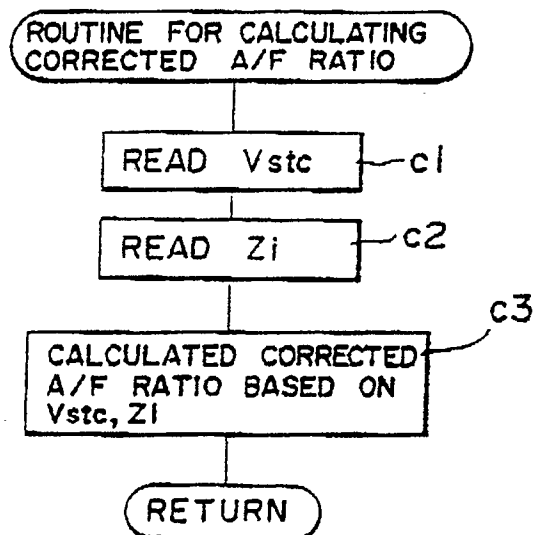 ROUTINE FOR CALCULATING
CORRECTED A/F RATIO
READ Vstc
c1
READ Zi
c2
c3
CALCULATED CORRECTED
A/F RATIO BASED ON
Vstc, Zi
RETURN